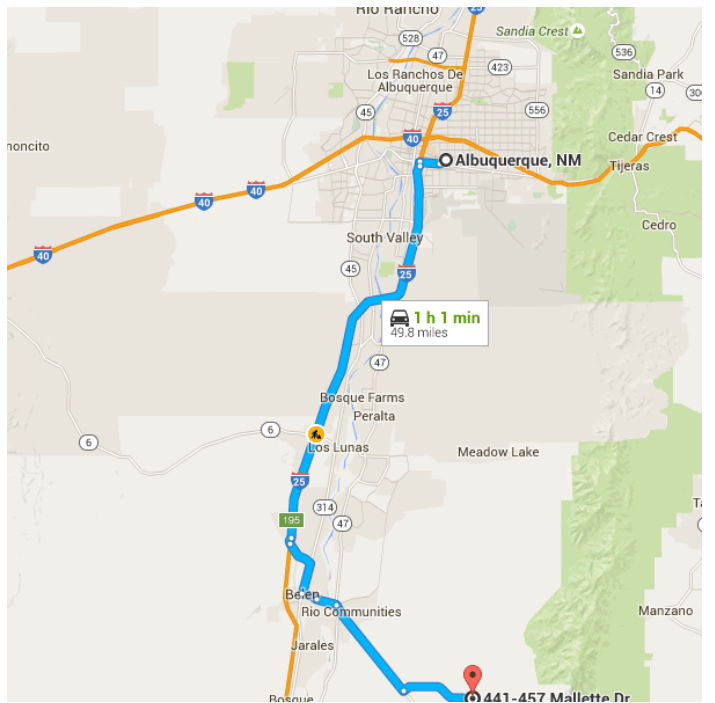 Rio Rancho
25
Sandia Crest
528
47
536
423
Los Ranchos De
Albuquerque
Sandia Park
14
45
25
556
40
Cedar Crest
noncito
Albuquerque, NM
Tijeras
40
40
Cedro
South Valley
40
45
25
1 h 1 min
49.8 miles
47
Bosque Farms
Peralta
6
6
Los Lunas
Meadow Lake
25
314
195
47
Belen
Rio Communities
Manzano
Jarales
Bosque
441-457 Mallette Dr